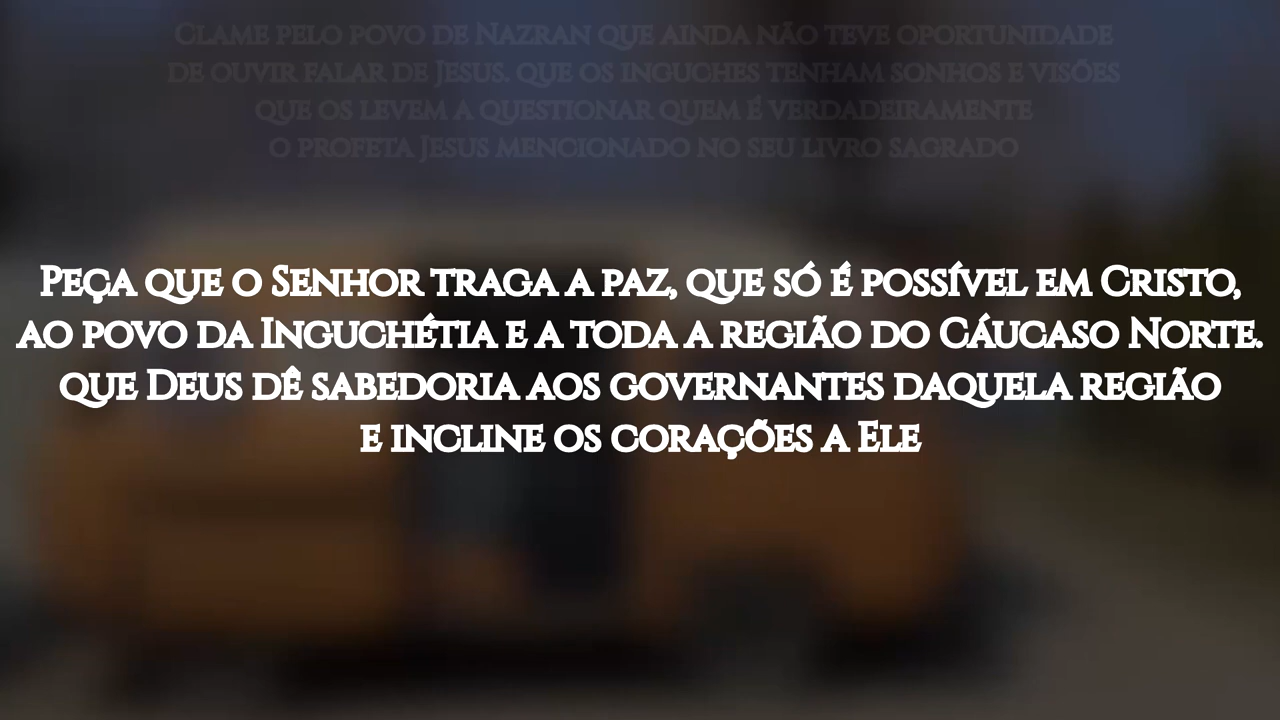 Clame pelo povo de Nazran que ainda não teve oportunidade
de ouvir falar de Jesus. que os inguches tenham sonhos e visões
que os levem a questionar quem é verdadeiramente
o profeta Jesus mencionado no seu livro sagrado
Peça que o Senhor traga a paz, que só é possível em Cristo,
ao povo da Inguchétia e a toda a região do Cáucaso Norte.
que Deus dê sabedoria aos governantes daquela região
e incline os corações a Ele